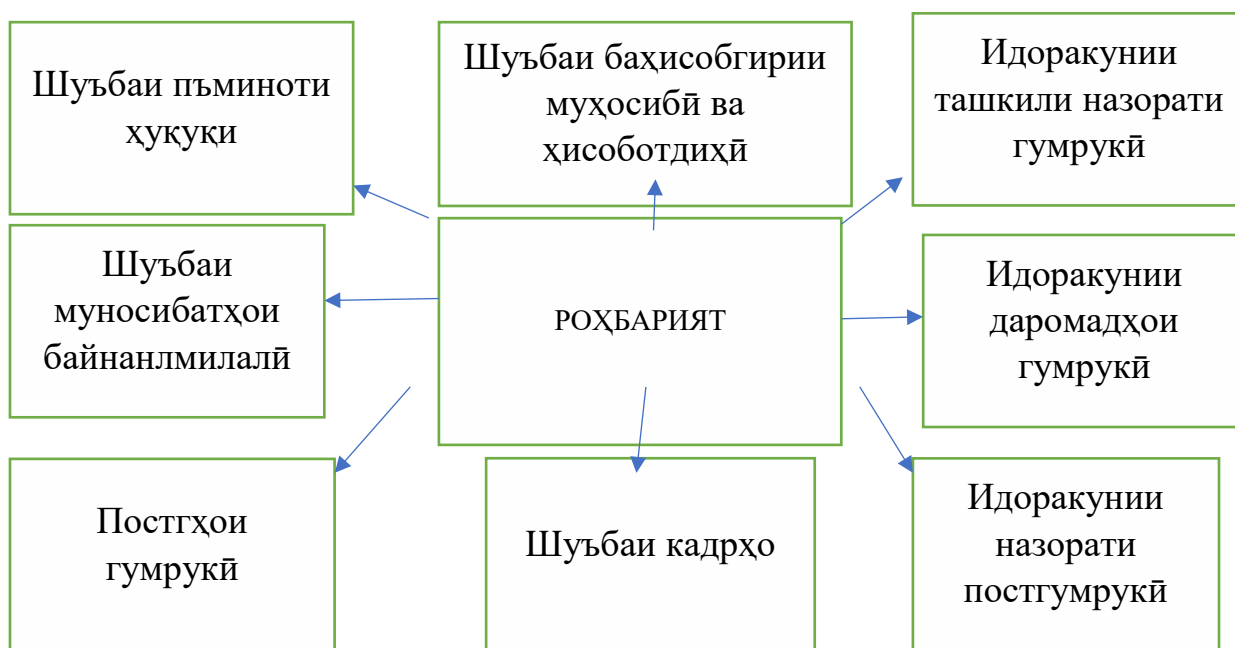 Шуъбаи пъминоти
ҳуқуқи
Шуъбаи баҳисобгирии
муҳосибӣ ва
ҳисоботдиҳӣ
Идоракунии
ташкили назорати
гумрукӣ
Шуъбаи
муносибатҳои
байнанлмилалӣ
РОҲБАРИЯТ
Идоракунии
даромадҳои
гумрукӣ
Постгҳои
гумрукӣ
Шуъбаи кадрҳо
Идоракунии
назорати
постгумрукӣ